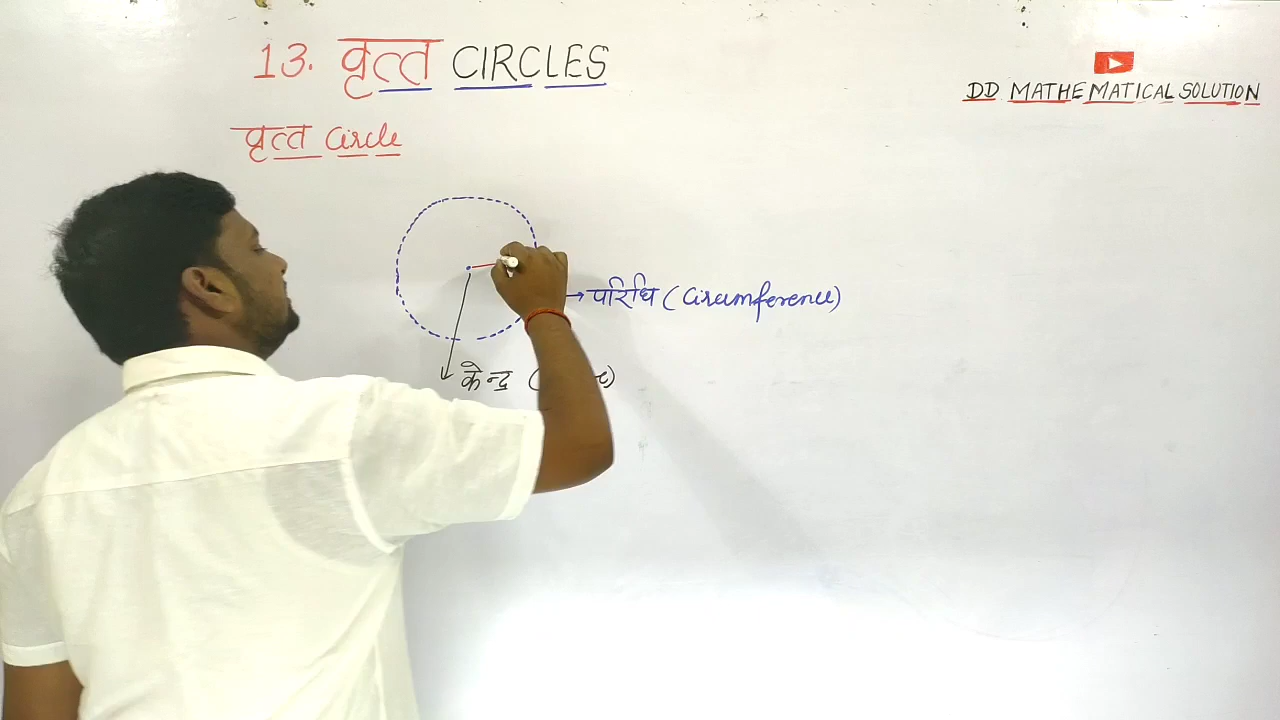 13. वृत्त CIRCLES
DD MATHEMATICAL SOLUTION
वृत्त Circle
→ परिधि (Circumference)
केन्द्र (